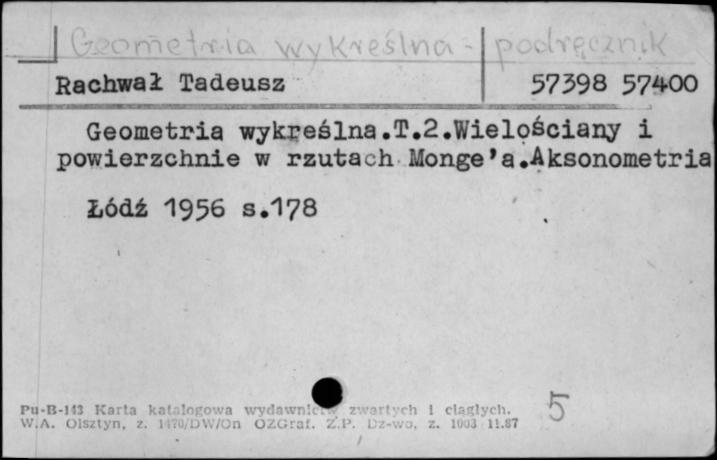 Geometria wykreślna - podręcznik
Rachwał Tadeusz 57398 57400
Geometria wykreślna.T.2.Wielościany i
powierzchnie w rzutach Monge'a.Aksonometria
Łódź 1956 s.178
5
Pu-B-143 Karta katalogowa wydawnictw zwartych i ciągłych.
W.A. Olsztyn, z. 1470/DW/On OZGraf. Z.P. Dz-wo, z. 1003 11.87